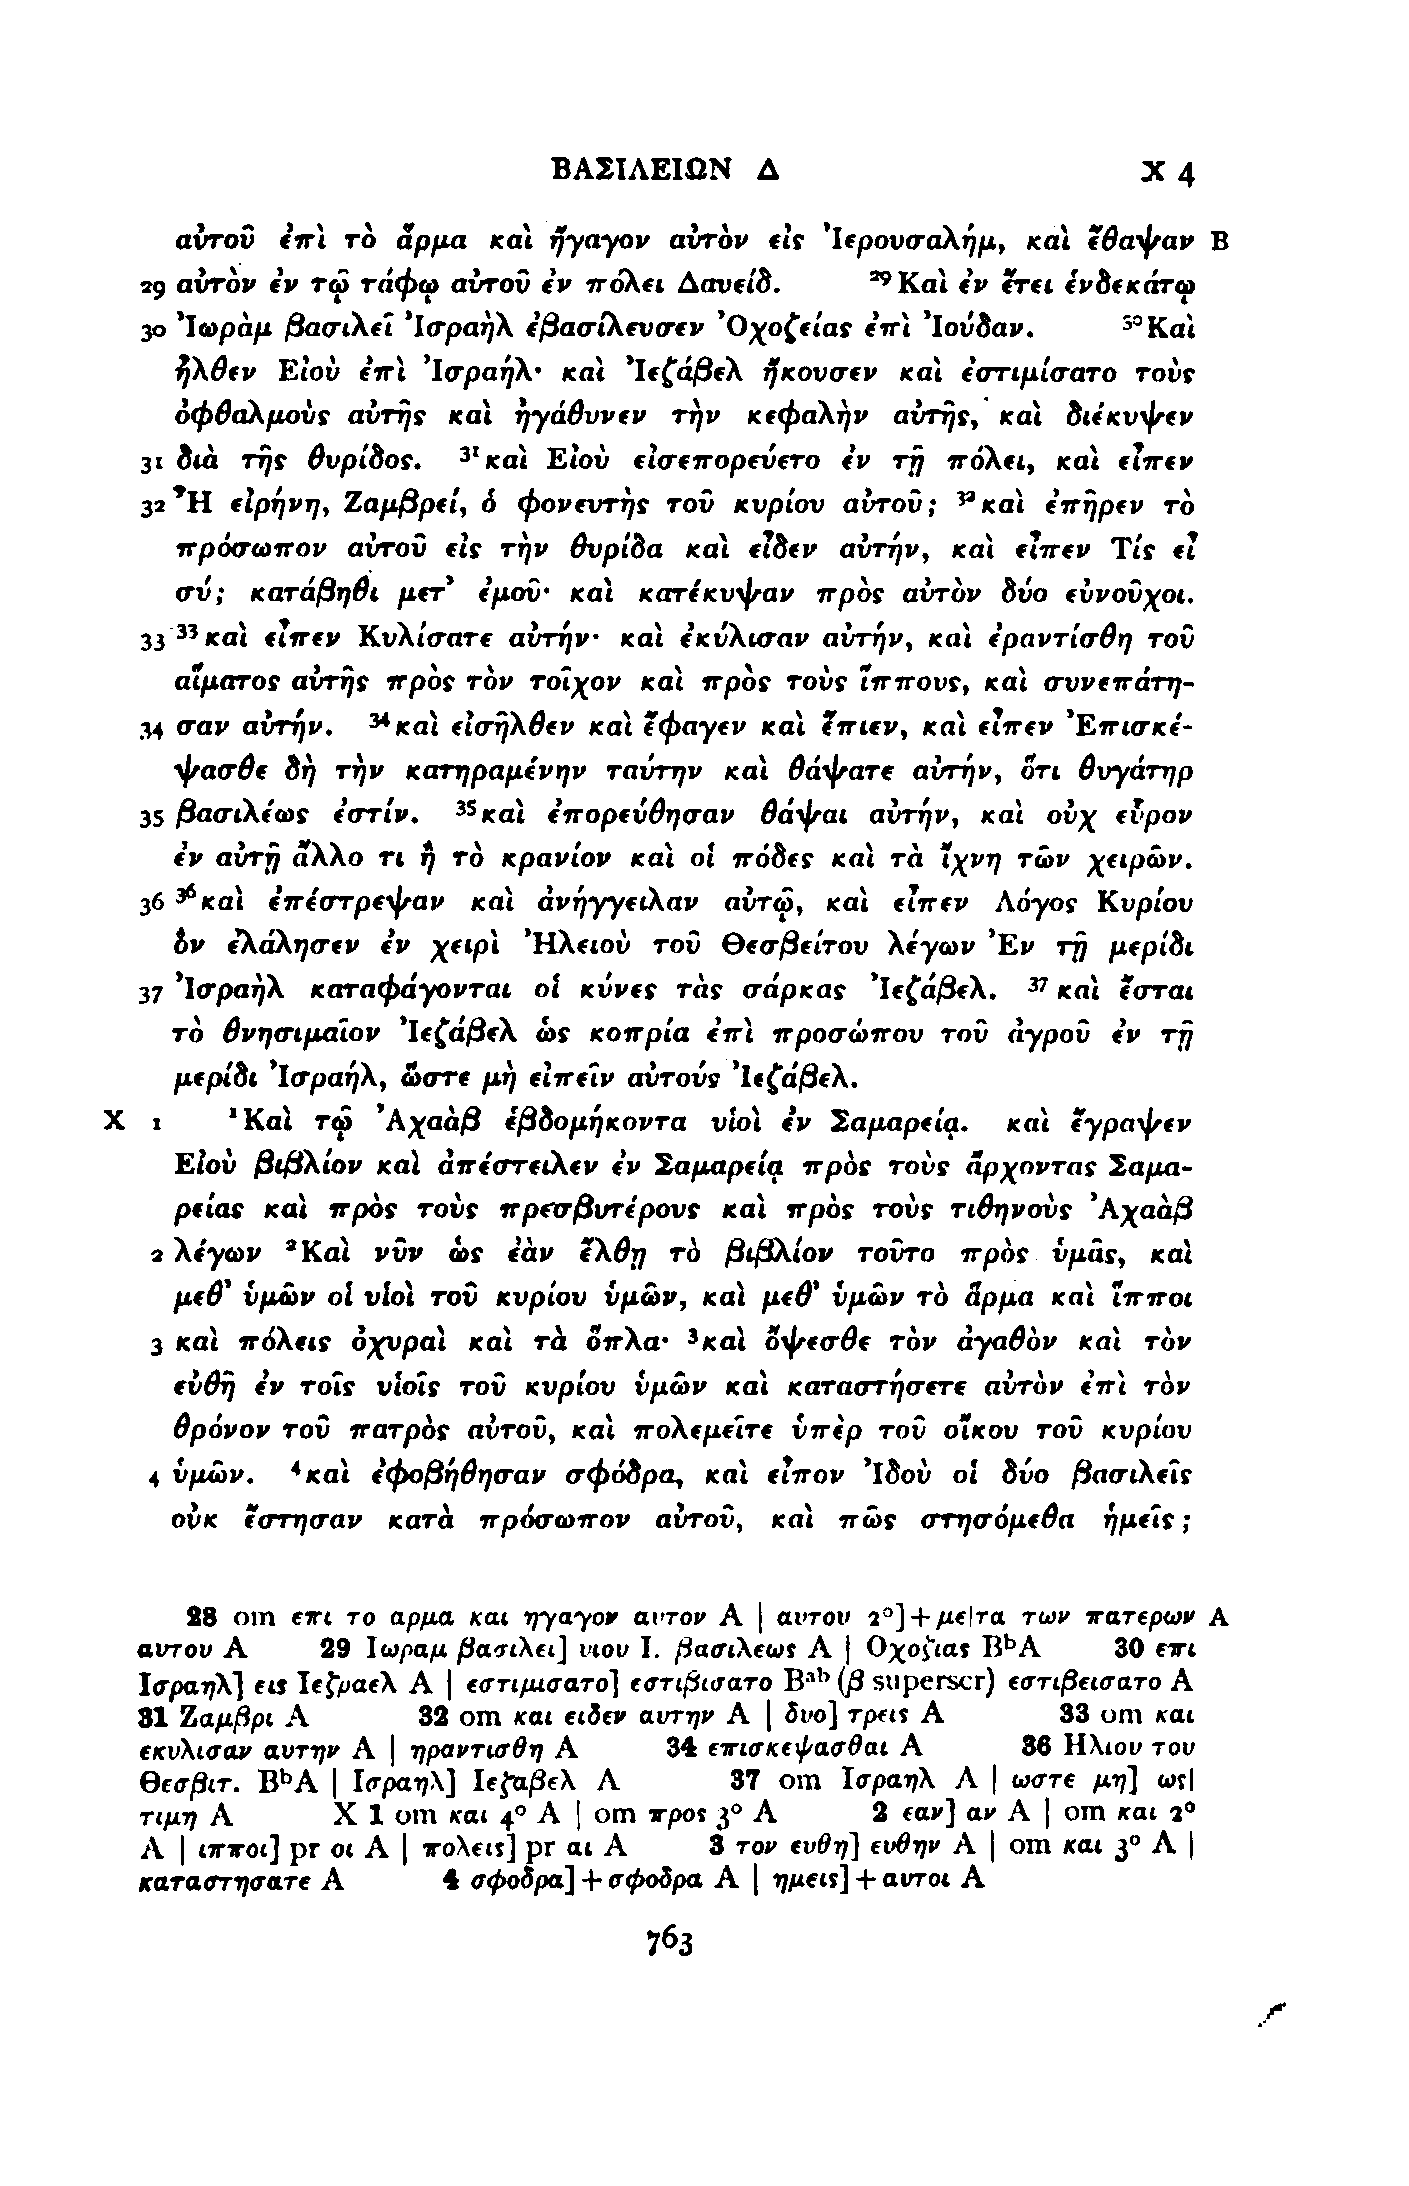 ΒΑΣΙΛΕΙΩΝ Δ X 4
αὐτοῦ ἐπὶ τὸ ἅρμα καὶ ἤγαγον αὐτὸν εἰς Ἰερουσαλήμ, καὶ ἔθαψαν B
29 αὐτὸν ἐν τῷ τάφῳ αὐτοῦ ἐν πόλει Δαυείδ. ²⁹Καὶ ἐν ἔτει ἑνδεκάτῳ
30 Ἰωρὰμ βασιλεῖ Ἰσραὴλ ἐβασίλευσεν Ὀχοζείας ἐπὶ Ἰούδαν. ³⁰Καὶ
ἦλθεν Εἰοὺ ἐπὶ Ἰσραήλ· καὶ Ἰεζάβελ ἤκουσεν καὶ ἐστιμίσατο τοὺς
ὀφθαλμοὺς αὐτῆς καὶ ἠγάθυνεν τὴν κεφαλὴν αὐτῆς, καὶ διέκυψεν
31 διὰ τῆς θυρίδος. ³¹καὶ Εἰοὺ εἰσεπορεύετο ἐν τῇ πόλει, καὶ εἶπεν
32 Ἦ εἰρήνη, Ζαμβρεί, ὁ φονευτὴς τοῦ κυρίου αὐτοῦ; ³²καὶ ἐπῆρεν τὸ
πρόσωπον αὐτοῦ εἰς τὴν θυρίδα καὶ εἶδεν αὐτήν, καὶ εἶπεν Τίς εἶ
σύ; κατάβηθι μετ’ ἐμοῦ· καὶ κατέκυψαν πρὸς αὐτὸν δύο εὐνοῦχοι.
33 ³³καὶ εἶπεν Κυλίσατε αὐτήν· καὶ ἐκύλισαν αὐτήν, καὶ ἐραντίσθη τοῦ
αἵματος αὐτῆς πρὸς τὸν τοῖχον καὶ πρὸς τοὺς ἵππους, καὶ συνεπάτη-
34 σαν αὐτήν. ³⁴καὶ εἰσῆλθεν καὶ ἔφαγεν καὶ ἔπιεν, καὶ εἶπεν Ἐπισκέ-
ψασθε δὴ τὴν κατηραμένην ταύτην καὶ θάψατε αὐτήν, ὅτι θυγάτηρ
35 βασιλέως ἐστίν. ³⁵καὶ ἐπορεύθησαν θάψαι αὐτήν, καὶ οὐχ εὗρον
ἐν αὐτῇ ἄλλο τι ἢ τὸ κρανίον καὶ οἱ πόδες καὶ τὰ ἴχνη τῶν χειρῶν.
36 ³⁶καὶ ἐπέστρεψαν καὶ ἀνήγγειλαν αὐτῷ, καὶ εἶπεν Λόγος Κυρίου
ὃν ἐλάλησεν ἐν χειρὶ Ἠλειοὺ τοῦ Θεσβείτου λέγων Ἐν τῇ μερίδι
37 Ἰσραὴλ καταφάγονται οἱ κύνες τὰς σάρκας Ἰεζάβελ. ³⁷καὶ ἔσται
τὸ θνησιμαῖον Ἰεζάβελ ὡς κοπρία ἐπὶ προσώπου τοῦ ἀγροῦ ἐν τῇ
μερίδι Ἰσραήλ, ὥστε μὴ εἰπεῖν αὐτούς Ἰεζάβελ.
X 1 ¹Καὶ τῷ Ἀχαὰβ ἑβδομήκοντα υἱοὶ ἐν Σαμαρείᾳ. καὶ ἔγραψεν
Εἰοὺ βιβλίον καὶ ἀπέστειλεν ἐν Σαμαρείᾳ πρὸς τοὺς ἄρχοντας Σαμα-
ρείας καὶ πρὸς τοὺς πρεσβυτέρους καὶ πρὸς τοὺς τιθηνοὺς Ἀχαὰβ
2 λέγων ²Καὶ νῦν ὡς ἐὰν ἔλθῃ τὸ βιβλίον τοῦτο πρὸς ὑμᾶς, καὶ
μεθ’ ὑμῶν οἱ υἱοὶ τοῦ κυρίου ὑμῶν, καὶ μεθ’ ὑμῶν τὸ ἅρμα καὶ ἵπποι
3 καὶ πόλεις ὀχυραὶ καὶ τὰ ὅπλα· ³καὶ ὄψεσθε τὸν ἀγαθὸν καὶ τὸν
εὐθῆ ἐν τοῖς υἱοῖς τοῦ κυρίου ὑμῶν καὶ καταστήσετε αὐτὸν ἐπὶ τὸν
θρόνον τοῦ πατρὸς αὐτοῦ, καὶ πολεμεῖτε ὑπὲρ τοῦ οἴκου τοῦ κυρίου
4 ὑμῶν. ⁴καὶ ἐφοβήθησαν σφόδρα, καὶ εἶπον Ἰδοὺ οἱ δύο βασιλεῖς
οὐκ ἔστησαν κατὰ πρόσωπον αὐτοῦ, καὶ πῶς στησόμεθα ἡμεῖς;
28 om επι το αρμα και ηγαγον αυτον A | αυτου 2°]+με|τα των πατερων A
αυτου A 29 Ιωραμ βασιλει] υιου Ι. βασιλεως A | Οχοζιας BᵇA 30 επι
Ισραηλ] εις Ιεζραελ A | εστιμισατο] εστιβισατο Bᵃᵇ (β superscr) εστιβεισατο A
31 Ζαμβρι A 32 om και ειδεν αυτην A | δυο] τρεις A 33 om και
εκυλισαν αυτην A | ηραντισθη A 34 επισκεψασθαι A 36 Ηλιου του
Θεσβιτ. BᵇA | Ισραηλ] Ιεζαβελ A 37 om Ισραηλ A | ωστε μη] ως|
τιμη A X 1 om και 4° A | om προς 3° A 2 εαν] αν A | om και 2°
A | ιπποι] pr οι A | πολεις] pr αι A 3 τον ευθη] ευθην A | om και 3° A |
καταστησατε A 4 σφοδρα]+σφοδρα A | ημεις]+αυτοι A
763